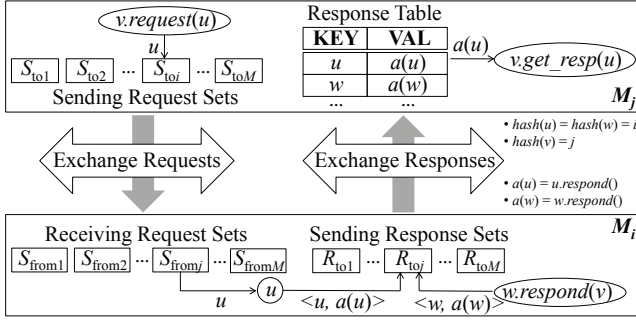 v.request(u)
u
S_to1 S_to2 ... S_toi ... S_toM
Sending Request Sets
Response Table
KEY VAL
u a(u)
w a(w)
... ...
a(u)
v.get_resp(u)
M_j
• hash(u) = hash(w) = i
• hash(v) = j
Exchange Requests
Exchange Responses
• a(u) = u.respond()
• a(w) = w.respond()
M_i
Receiving Request Sets
S_from1 S_from2 ... S_fromj ... S_fromM
u
u
Sending Response Sets
R_to1 ... R_toj ... R_toM
<u, a(u)>
<w, a(w)>
w.respond(v)